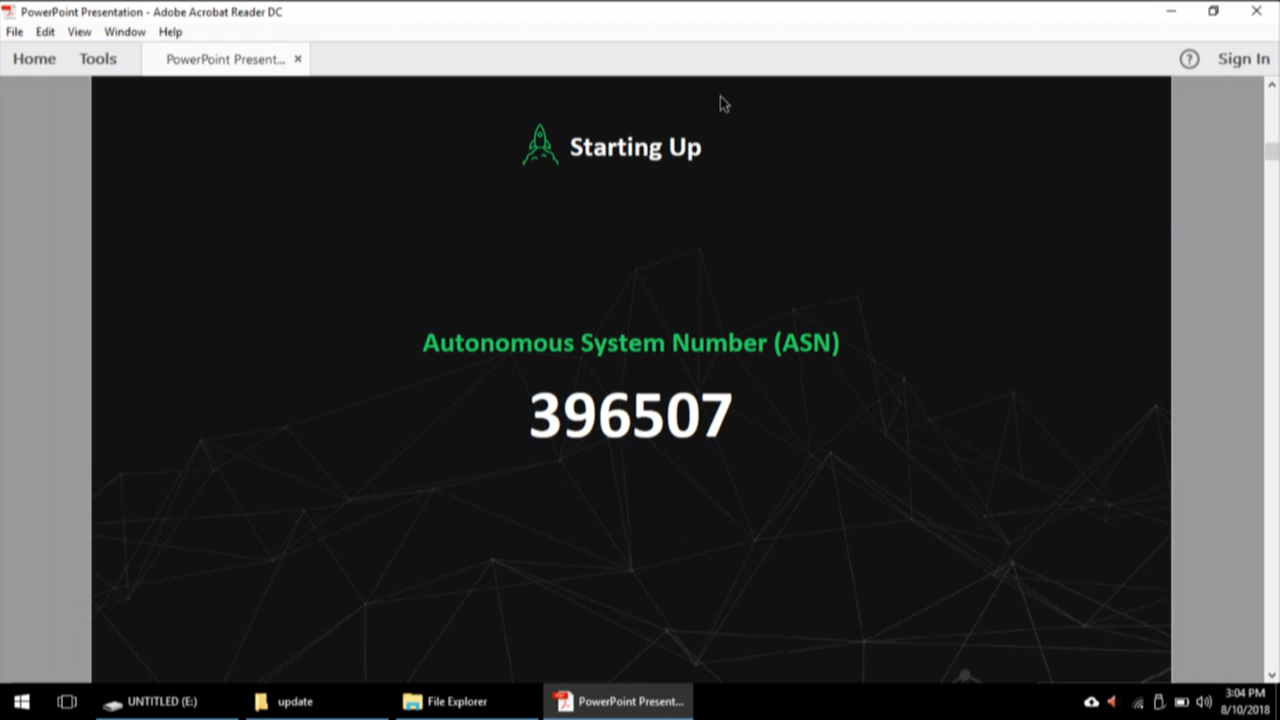 PowerPoint Presentation - Adobe Acrobat Reader DC
File Edit View Window Help
Home Tools PowerPoint Present... × ? Sign In
Starting Up
Autonomous System Number (ASN)
396507
UNTITLED (E:) update File Explorer PowerPoint Present... 3:04 PM
8/10/2018